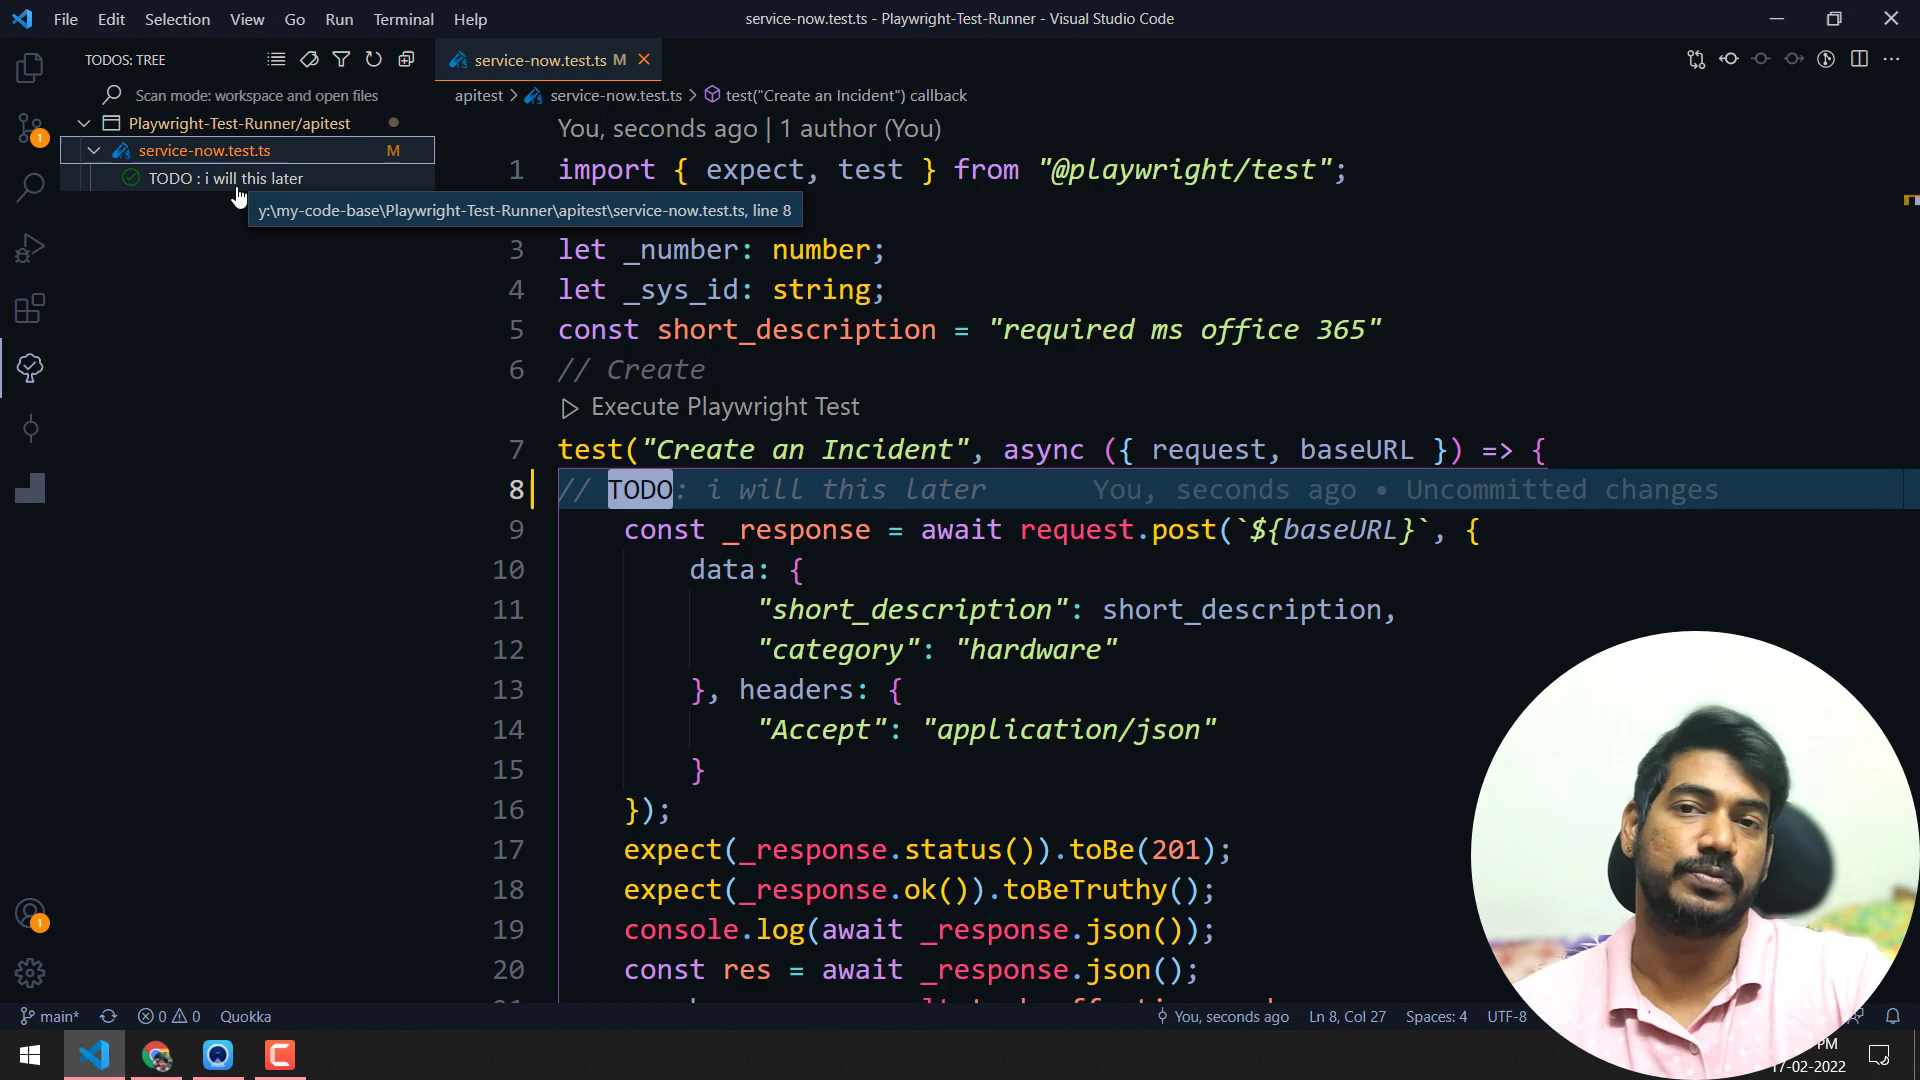 File Edit Selection View Go Run Terminal Help
service-now.test.ts - Playwright-Test-Runner - Visual Studio Code
TODOS: TREE
service-now.test.ts M
Scan mode: workspace and open files
apitest > service-now.test.ts > test("Create an Incident") callback
Playwright-Test-Runner/apitest
service-now.test.ts M
TODO : i will this later
y:\my-code-base\Playwright-Test-Runner\apitest\service-now.test.ts, line 8
1
1
You, seconds ago | 1 author (You)
1 import { expect, test } from "@playwright/test";
3 let _number: number;
4 let _sys_id: string;
5 const short_description = "required ms office 365"
6 // Create
Execute Playwright Test
7 test("Create an Incident", async ({ request, baseURL }) => {
8 // TODO: i will this later You, seconds ago • Uncommitted changes
9 const _response = await request.post(`${baseURL}`, {
10 data: {
11 "short_description": short_description,
12 "category": "hardware"
13 }, headers: {
14 "Accept": "application/json"
15 }
16 });
17 expect(_response.status()).toBe(201);
18 expect(_response.ok()).toBeTruthy();
19 console.log(await _response.json());
20 const res = await _response.json();
main* 0 0 Quokka You, seconds ago Ln 8, Col 27 Spaces: 4 UTF-8
PM
17-02-2022